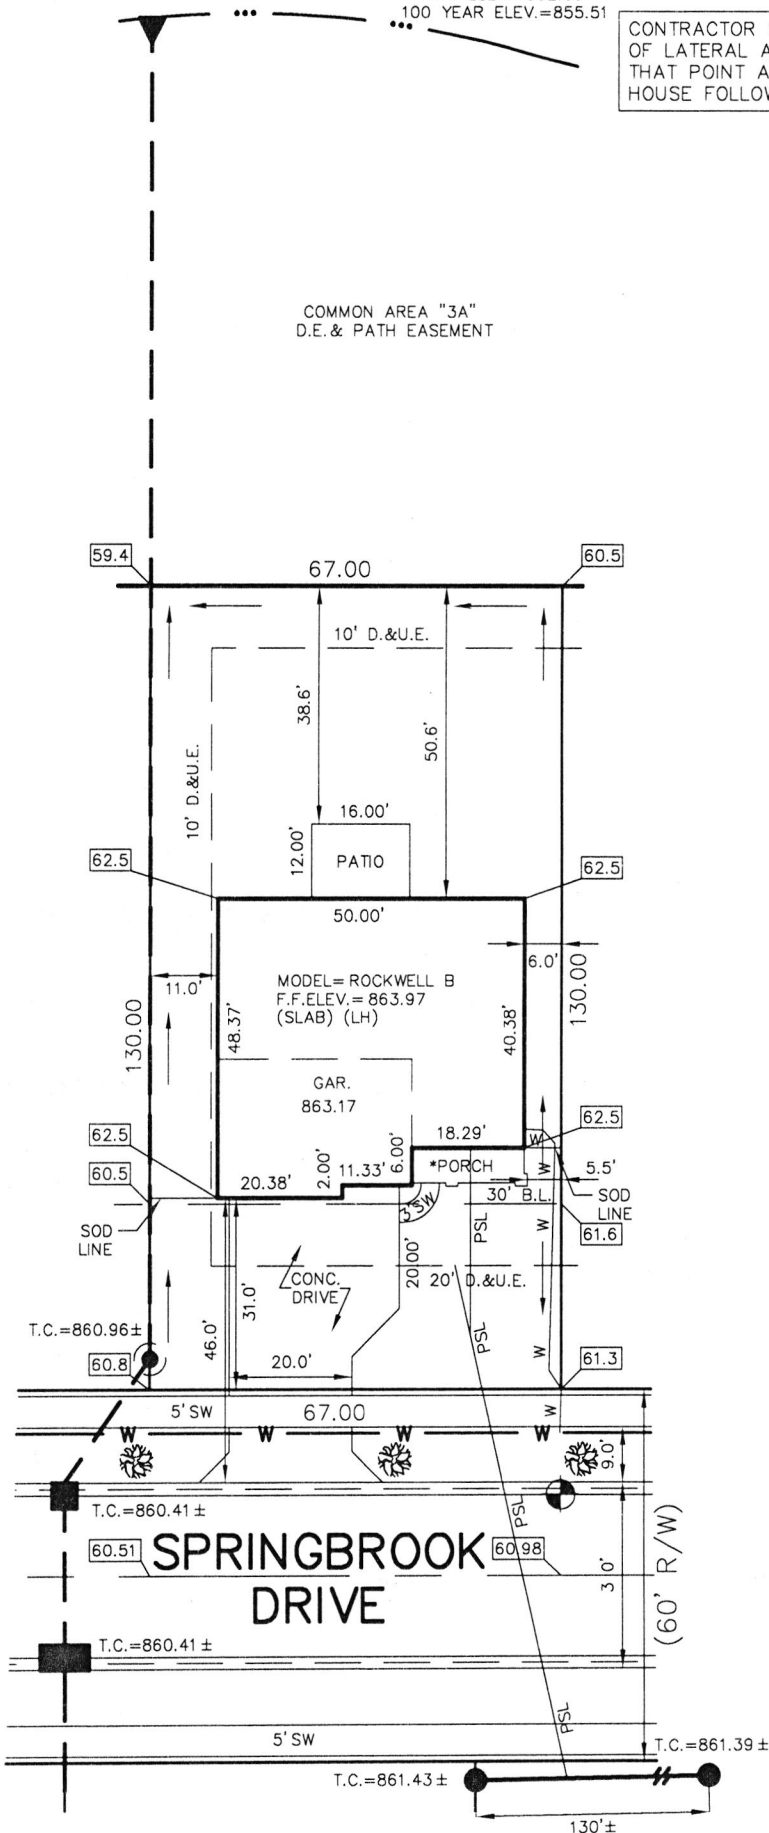 100 YEAR ELEV.=855.51
CONTRACTOR
OF LATERAL A
THAT POINT A
HOUSE FOLLOW
COMMON AREA "3A"
D.E.& PATH EASEMENT
59.4
67.00
60.5
10' D.&U.E.
38.6'
50.6'
10' D.&U.E.
16.00'
12.00'
PATIO
62.5
62.5
50.00'
6.0'
11.0'
MODEL= ROCKWELL B
F.F.ELEV.= 863.97
(SLAB) (LH)
130.00
130.00
48.37'
40.38'
GAR.
863.17
62.5
18.29'
62.5
W
60.5
20.38'
2.00'
11.33'
6.00'
*PORCH
W
5.5'
30' B.L.
SOD
LINE
SOD
LINE
3'SW
PSL
W
61.6
20.00'
20' D.&U.E.
CONC.
DRIVE
31.0'
46.0'
T.C.=860.96±
PSL
W
60.8
20.0'
61.3
5' SW
67.00
W
W
W
W
W
9.0'
T.C.=860.41 ±
PSL
60.51
SPRINGBROOK
DRIVE
60.98
30'
(60' R/W)
T.C.=860.41 ±
PSL
5' SW
T.C.=861.39±
T.C.=861.43±
130'±